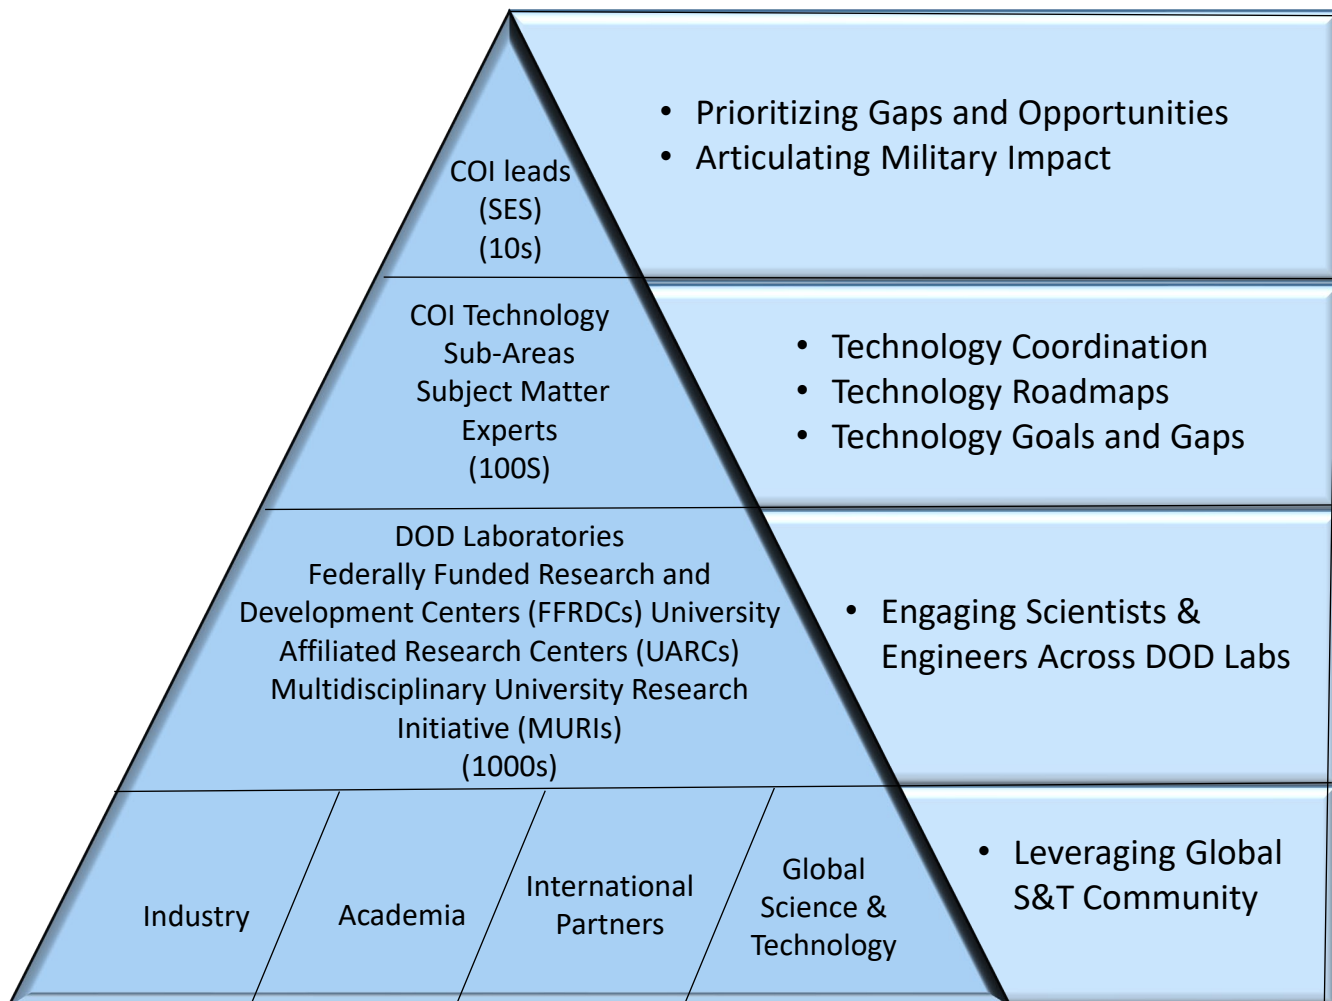 COI leads
(SES)
(10s)
• Prioritizing Gaps and Opportunities
• Articulating Military Impact
COI Technology
Sub-Areas
Subject Matter
Experts
(100S)
• Technology Coordination
• Technology Roadmaps
• Technology Goals and Gaps
DOD Laboratories
Federally Funded Research and
Development Centers (FFRDCs) University
Affiliated Research Centers (UARCs)
Multidisciplinary University Research
Initiative (MURIs)
(1000s)
• Engaging Scientists &
Engineers Across DOD Labs
Industry
Academia
International
Partners
Global
Science &
Technology
• Leveraging Global
S&T Community